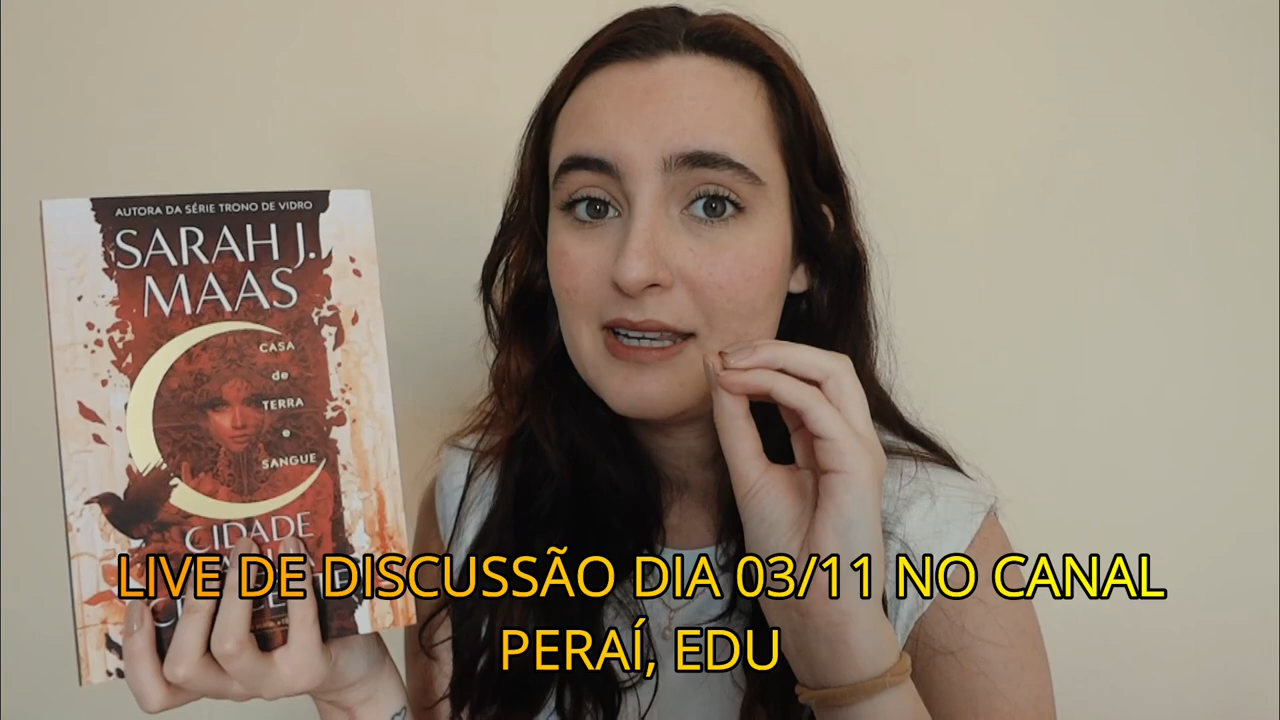 AUTORA DA SÉRIE TRONO DE VIDRO
SARAH J.
MAAS
CASA
de
TERRA
e
SANGUE
CIDADE
LIVE DE DISCUSSÃO DIA 03/11 NO CANAL
PERAÍ, EDU